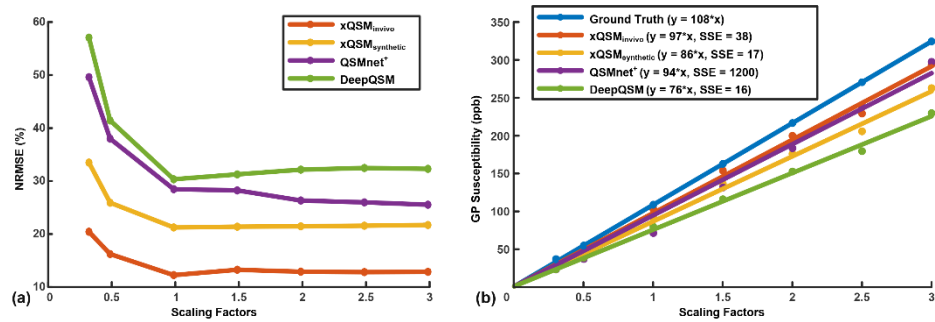 60
50
40
30
20
10
NRMSE (%)
xQSMinvivo
xQSMsynthetic
QSMnet+
DeepQSM
0.5
1
1.5
2
2.5
3
(a)
Scaling Factors
350
300
250
200
150
100
50
GP Susceptibility (ppb)
Ground Truth (y = 108*x)
xQSMinvivo (y = 97*x, SSE = 38)
xQSMsynthetic (y = 86*x, SSE = 17)
QSMnet+ (y = 94*x, SSE = 1200)
DeepQSM (y = 76*x, SSE = 16)
0
0.5
1
1.5
2
2.5
3
(b)
Scaling Factors